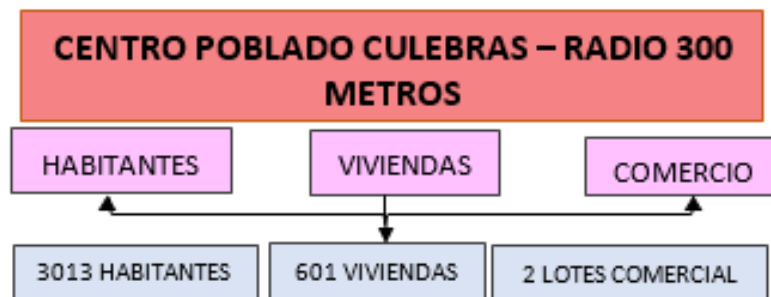 CENTRO POBLADO CULEBRAS – RADIO 300
METROS
HABITANTES
VIVIENDAS
COMERCIO
3013 HABITANTES
601 VIVIENDAS
2 LOTES COMERCIAL